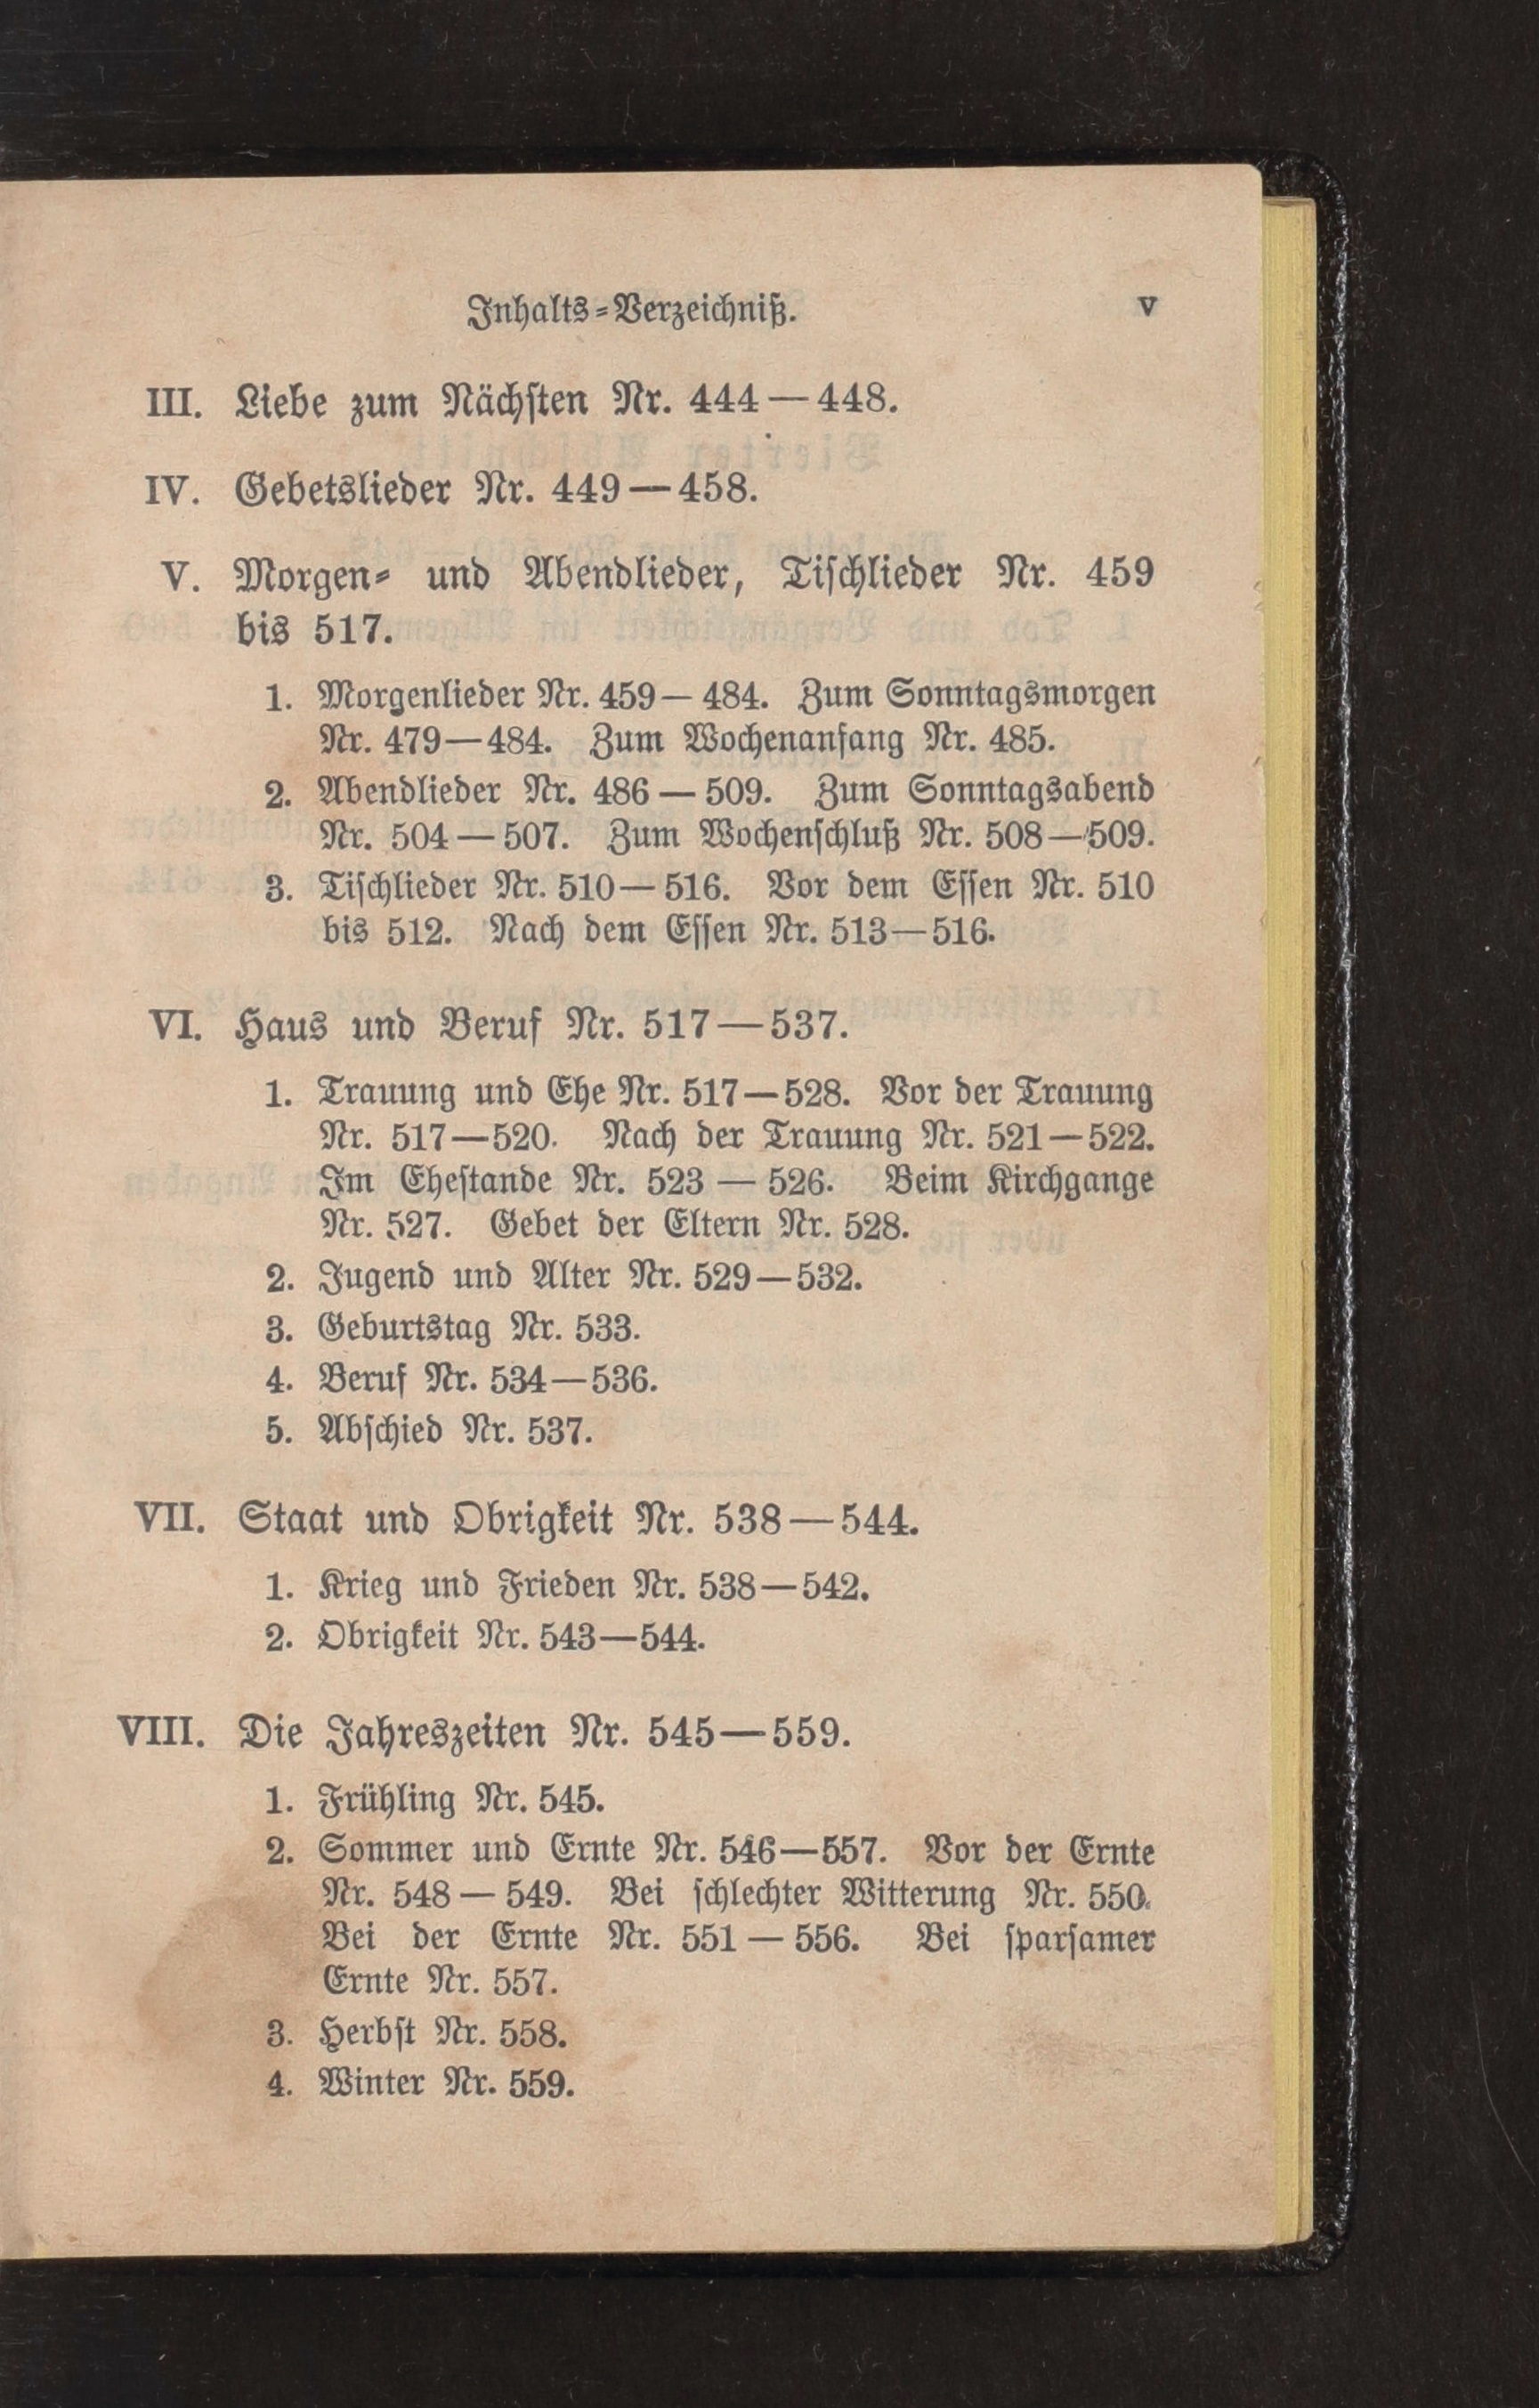 Inhalts-Verzeichniß. V
III. Liebe zum Nächsten Nr. 444—448.
IV. Gebetslieder Nr. 449—458.
V. Morgen- und Abendlieder, Tischlieder Nr. 459
bis 517.
1. Morgenlieder Nr. 459—484. Zum Sonntagsmorgen
Nr. 479—484. Zum Wochenanfang Nr. 485.
2. Abendlieder Nr. 486—509. Zum Sonntagsabend
Nr. 504—507. Zum Wochenschluß Nr. 508—509.
3. Tischlieder Nr. 510—516. Vor dem Essen Nr. 510
bis 512. Nach dem Essen Nr. 513—516.
VI. Haus und Beruf Nr. 517—537.
1. Trauung und Ehe Nr. 517—528. Vor der Trauung
Nr. 517—520. Nach der Trauung Nr. 521—522.
Im Ehestande Nr. 523—526. Beim Kirchgange
Nr. 527. Gebet der Eltern Nr. 528.
2. Jugend und Alter Nr. 529—532.
3. Geburtstag Nr. 533.
4. Beruf Nr. 534—536.
5. Abschied Nr. 537.
VII. Staat und Obrigkeit Nr. 538—544.
1. Krieg und Frieden Nr. 538—542.
2. Obrigkeit Nr. 543—544.
VIII. Die Jahreszeiten Nr. 545—559.
1. Frühling Nr. 545.
2. Sommer und Ernte Nr. 546—557. Vor der Ernte
Nr. 548—549. Bei schlechter Witterung Nr. 550.
Bei der Ernte Nr. 551—556. Bei sparsamer
Ernte Nr. 557.
3. Herbst Nr. 558.
4. Winter Nr. 559.